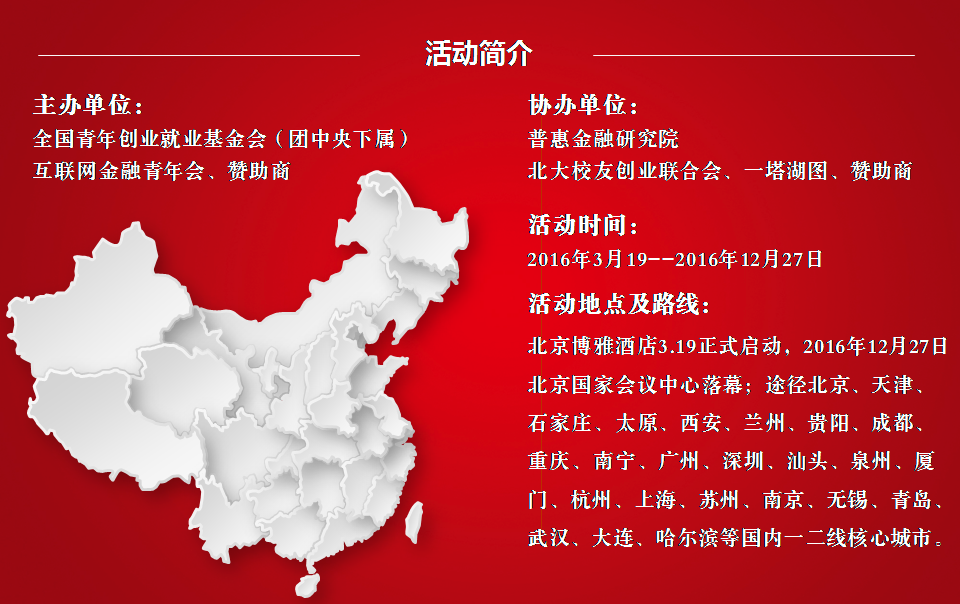 活动简介
主办单位：
全国青年创业就业基金会（团中央下属）
互联网金融青年会、赞助商
协办单位：
普惠金融研究院
北大校友创业联合会、一塔湖图、赞助商
活动时间：
2016年3月19--2016年12月27日
活动地点及路线：
北京博雅酒店3.19正式启动，2016年12月27日
北京国家会议中心落幕；途径北京、天津、
石家庄、太原、西安、兰州、贵阳、成都、
重庆、南宁、广州、深圳、汕头、泉州、厦
门、杭州、上海、苏州、南京、无锡、青岛、
武汉、大连、哈尔滨等国内一二线核心城市。